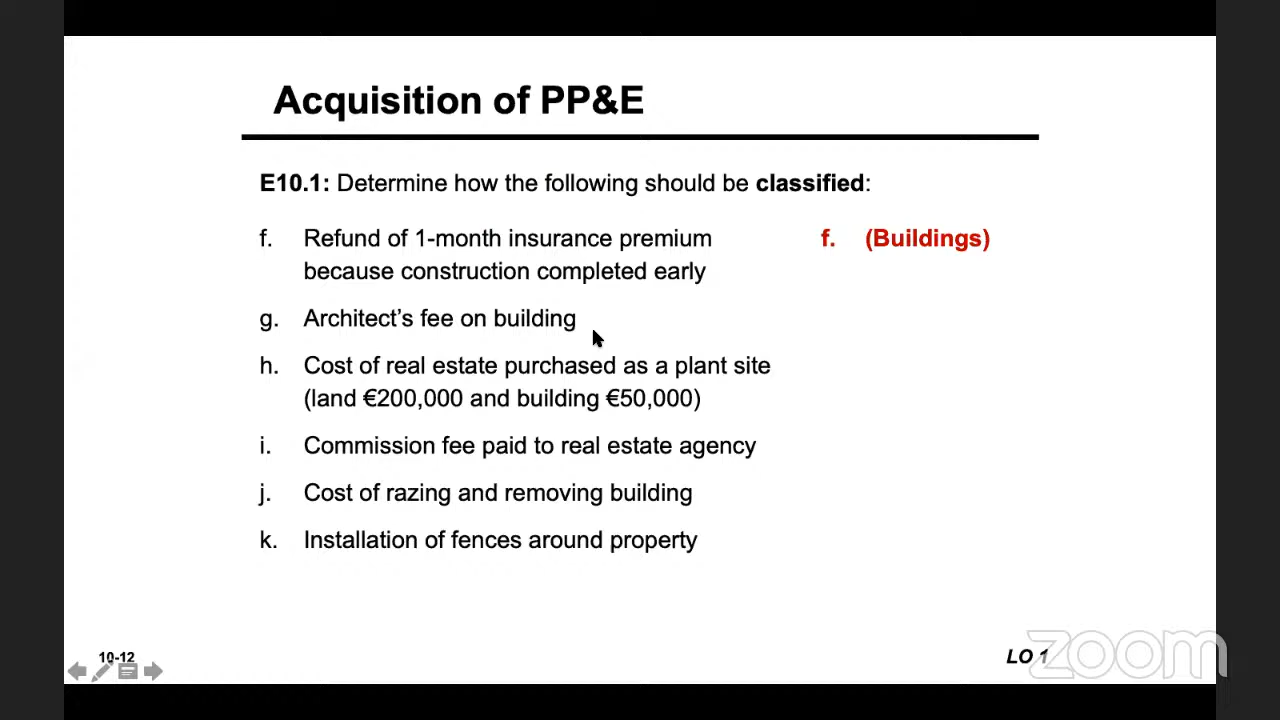 Acquisition of PP&E
E10.1: Determine how the following should be classified:
f. Refund of 1-month insurance premium
because construction completed early
f. (Buildings)
g. Architect’s fee on building
h. Cost of real estate purchased as a plant site
(land €200,000 and building €50,000)
i. Commission fee paid to real estate agency
j. Cost of razing and removing building
k. Installation of fences around property
10-12
LO 1
zoom